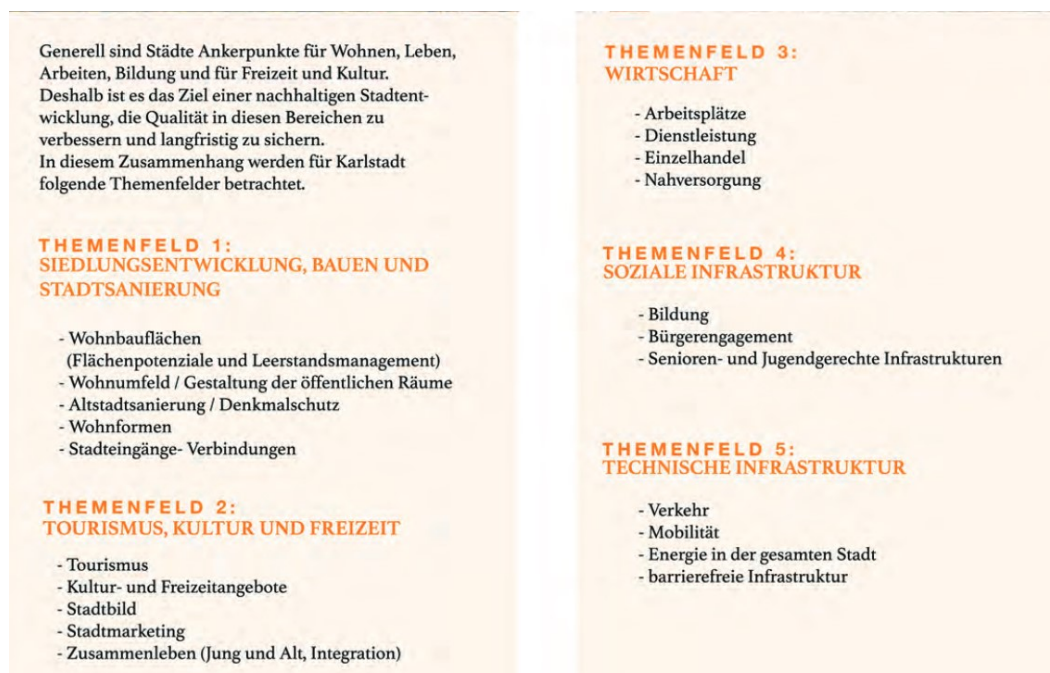 Generell sind Städte Ankerpunkte für Wohnen, Leben,
Arbeiten, Bildung und für Freizeit und Kultur.
Deshalb ist es das Ziel einer nachhaltigen Stadtent-
wicklung, die Qualität in diesen Bereichen zu
verbessern und langfristig zu sichern.
In diesem Zusammenhang werden für Karlstadt
folgende Themenfelder betrachtet.
THEMENFELD 1:
SIEDLUNGSENTWICKLUNG, BAUEN UND
STADTSANIERUNG
- Wohnbauflächen
(Flächenpotenziale und Leerstandsmanagement)
- Wohnumfeld / Gestaltung der öffentlichen Räume
- Altstadtsanierung / Denkmalschutz
- Wohnformen
- Stadteingänge- Verbindungen
THEMENFELD 2:
TOURISMUS, KULTUR UND FREIZEIT
- Tourismus
- Kultur- und Freizeitangebote
- Stadtbild
- Stadtmarketing
- Zusammenleben (Jung und Alt, Integration)
THEMENFELD 3:
WIRTSCHAFT
- Arbeitsplätze
- Dienstleistung
- Einzelhandel
- Nahversorgung
THEMENFELD 4:
SOZIALE INFRASTRUKTUR
- Bildung
- Bürgerengagement
- Senioren- und Jugendgerechte Infrastrukturen
THEMENFELD 5:
TECHNISCHE INFRASTRUKTUR
- Verkehr
- Mobilität
- Energie in der gesamten Stadt
- barrierefreie Infrastruktur